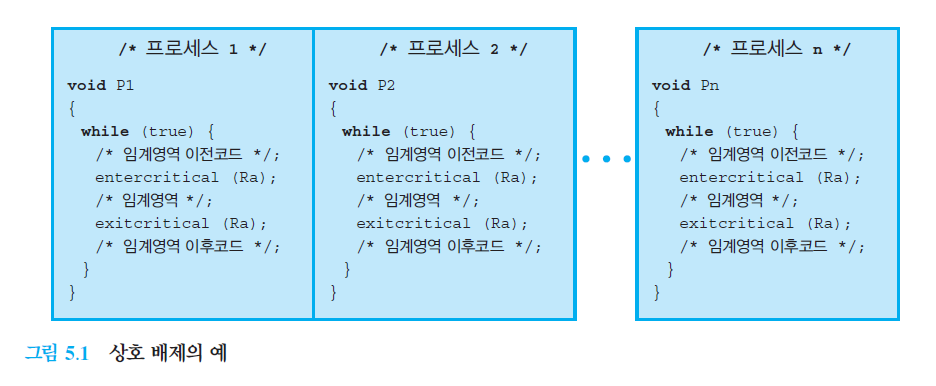 /* 프로세스 1 */
void P1
{
while (true) {
/* 임계영역 이전코드 */;
entercritical (Ra);
/* 임계영역 */;
exitcritical (Ra);
/* 임계영역 이후코드 */;
}
}
/* 프로세스 2 */
void P2
{
while (true) {
/* 임계영역 이전코드 */;
entercritical (Ra);
/* 임계영역 */;
exitcritical (Ra);
/* 임계영역 이후코드 */;
}
}
• • •
/* 프로세스 n */
void Pn
{
while (true) {
/* 임계영역 이전코드 */;
entercritical (Ra);
/* 임계영역 */;
exitcritical (Ra);
/* 임계영역 이후코드 */;
}
}
그림 5.1 상호 배제의 예